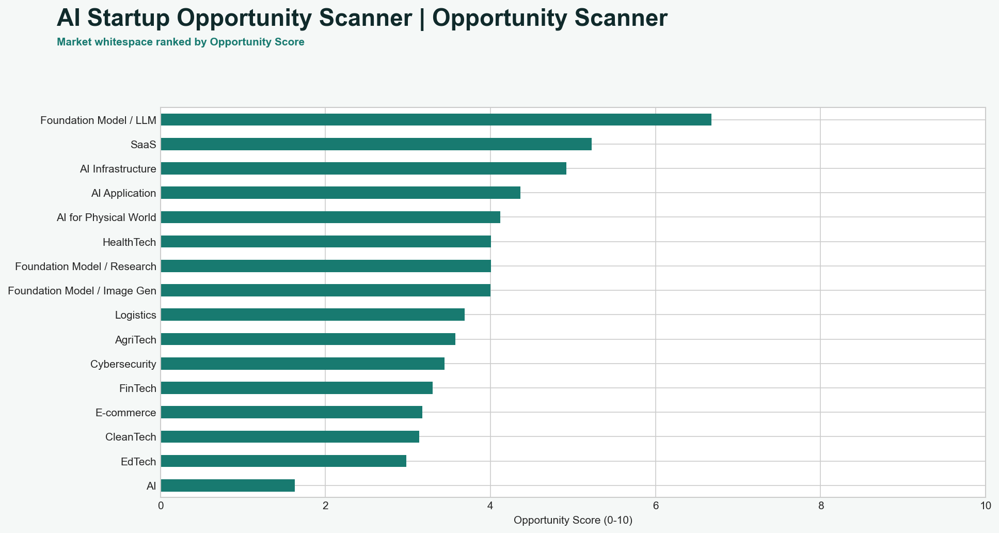 AI Startup Opportunity Scanner | Opportunity Scanner
Market whitespace ranked by Opportunity Score
Foundation Model / LLM
SaaS
AI Infrastructure
AI Application
AI for Physical World
HealthTech
Foundation Model / Research
Foundation Model / Image Gen
Logistics
AgriTech
Cybersecurity
FinTech
E-commerce
CleanTech
EdTech
AI
0 2 4 6 8 10
Opportunity Score (0-10)